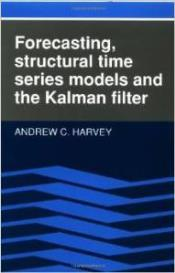 Forecasting,
structural time
series models and
the Kalman filter
ANDREW C. HARVEY